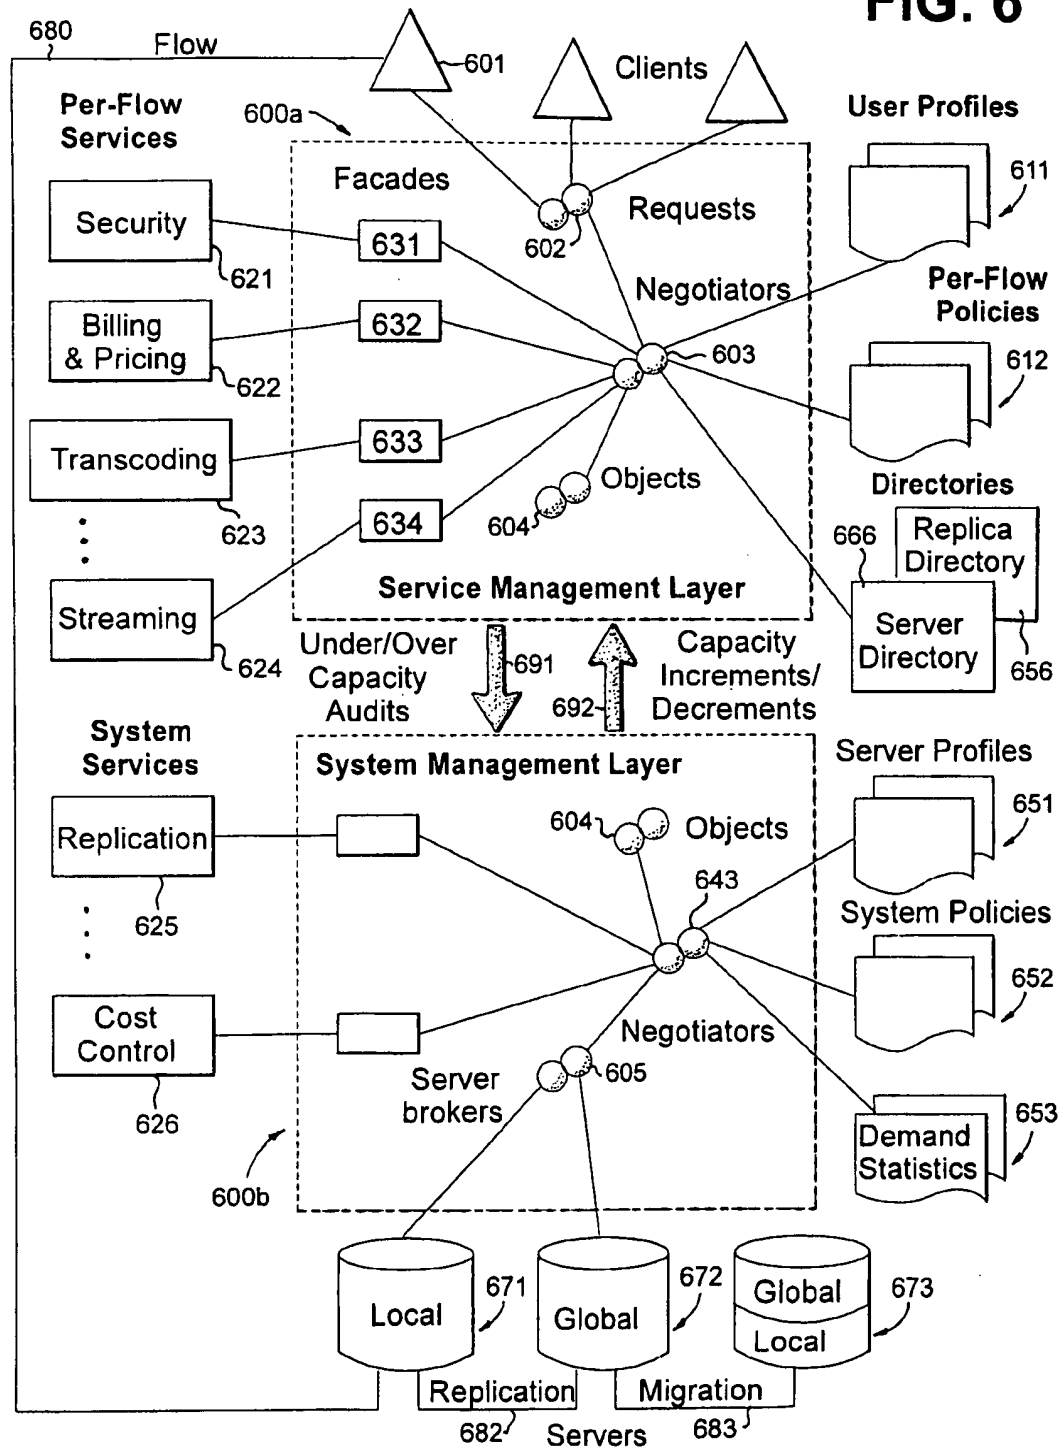 FIG. 6
680
Flow
601
Clients
Per-Flow
Services
600a
User Profiles
Facades
Requests
611
Security
631
602
621
Negotiators
Per-Flow
Policies
Billing
& Pricing
632
603
622
612
Transcoding
633
Objects
Directories
623
634
604
666
Replica
Directory
Service Management Layer
Streaming
Server
Directory
624
656
Under/Over
Capacity
Audits
691
692
Capacity
Increments/
Decrements
System
Services
System Management Layer
Server Profiles
Replication
604
Objects
651
625
643
System Policies
Cost
Control
Negotiators
652
626
Server
brokers
605
653
Demand
Statistics
600b
Local
671
Global
672
Global
Local
673
Replication
682
Migration
683
Servers